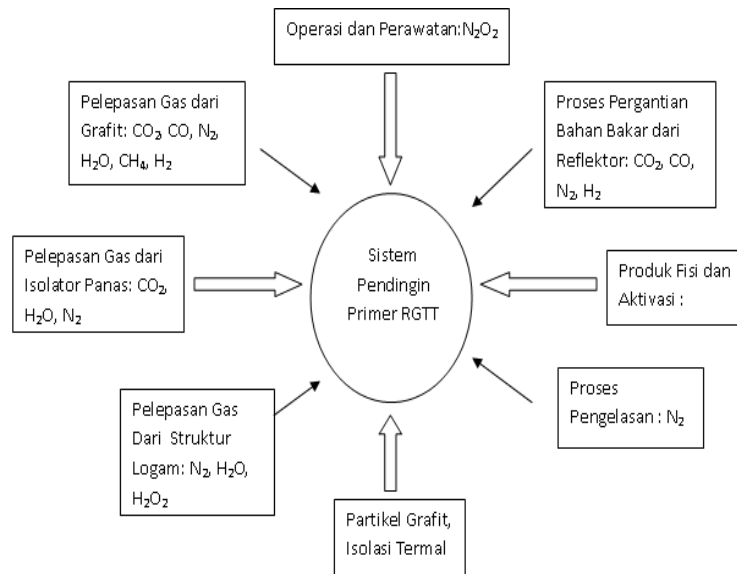 Operasi dan Perawatan:N₂O₂
Pelepasan Gas dari
Grafit: CO₂, CO, N₂,
H₂O, CH₄, H₂
Proses Pergantian
Bahan Bakar dari
Reflektor: CO₂, CO,
N₂, H₂
Sistem
Pendingin
Primer RGTT
Pelepasan Gas dari
Isolator Panas: CO₂,
H₂O, N₂
Produk Fisi dan
Aktivasi :
Pelepasan Gas
Dari Struktur
Logam: N₂, H₂O,
H₂O₂
Proses
Pengelasan : N₂
Partikel Grafit,
Isolasi Termal